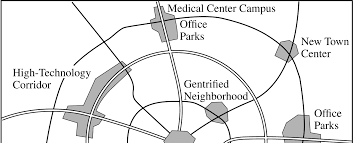 Medical Center Campus
Office
Parks
New Town
Center
High-Technology
Corridor
Gentrified
Neighborhood
Office
Parks